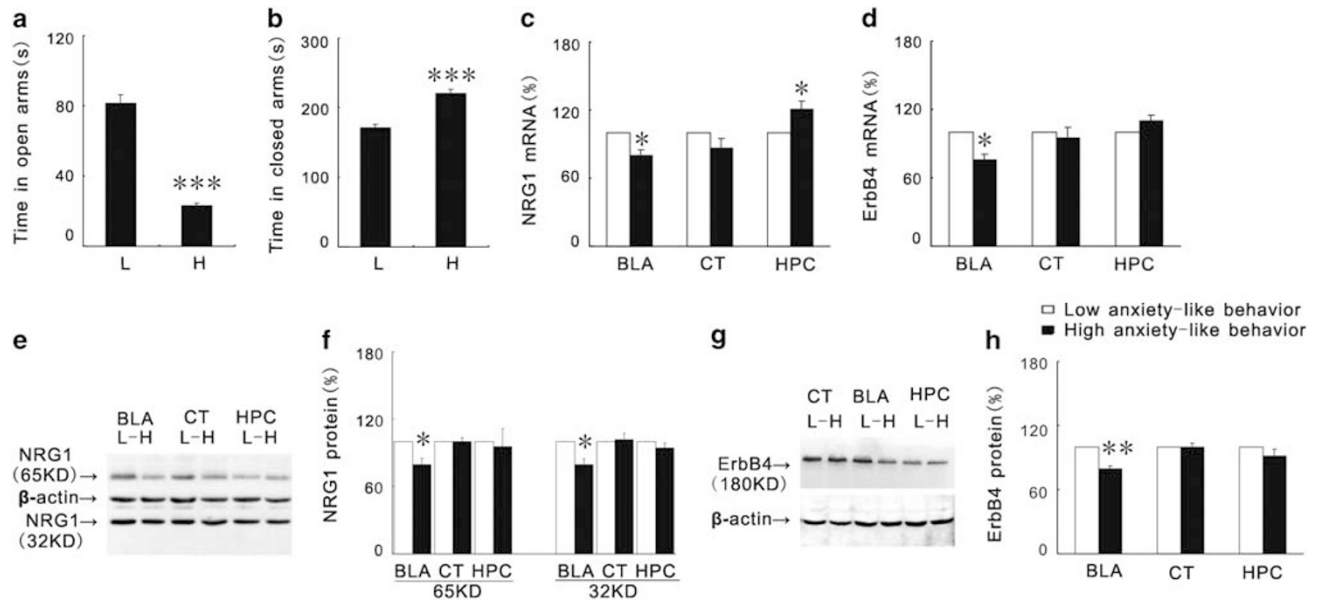 a
Time in open arms(s)
120
80
40
0
***
L H
b
Time in closed arms(s)
300
200
100
0
***
L H
c
NRG1 mRNA(%)
180
120
60
0
* *
BLA CT HPC
d
ErbB4 mRNA(%)
180
120
60
0
*
BLA CT HPC
Low anxiety-like behavior
High anxiety-like behavior
e
BLA CT HPC
L-H L-H L-H
NRG1
(65KD)→
β-actin→
NRG1→
(32KD)
f
NRG1 protein(%)
180
120
60
0
* *
BLA CT HPC BLA CT HPC
65KD 32KD
g
CT BLA HPC
L-H L-H L-H
ErbB4→
(180KD)
β-actin→
h
ErbB4 protein(%)
180
120
60
0
**
BLA CT HPC